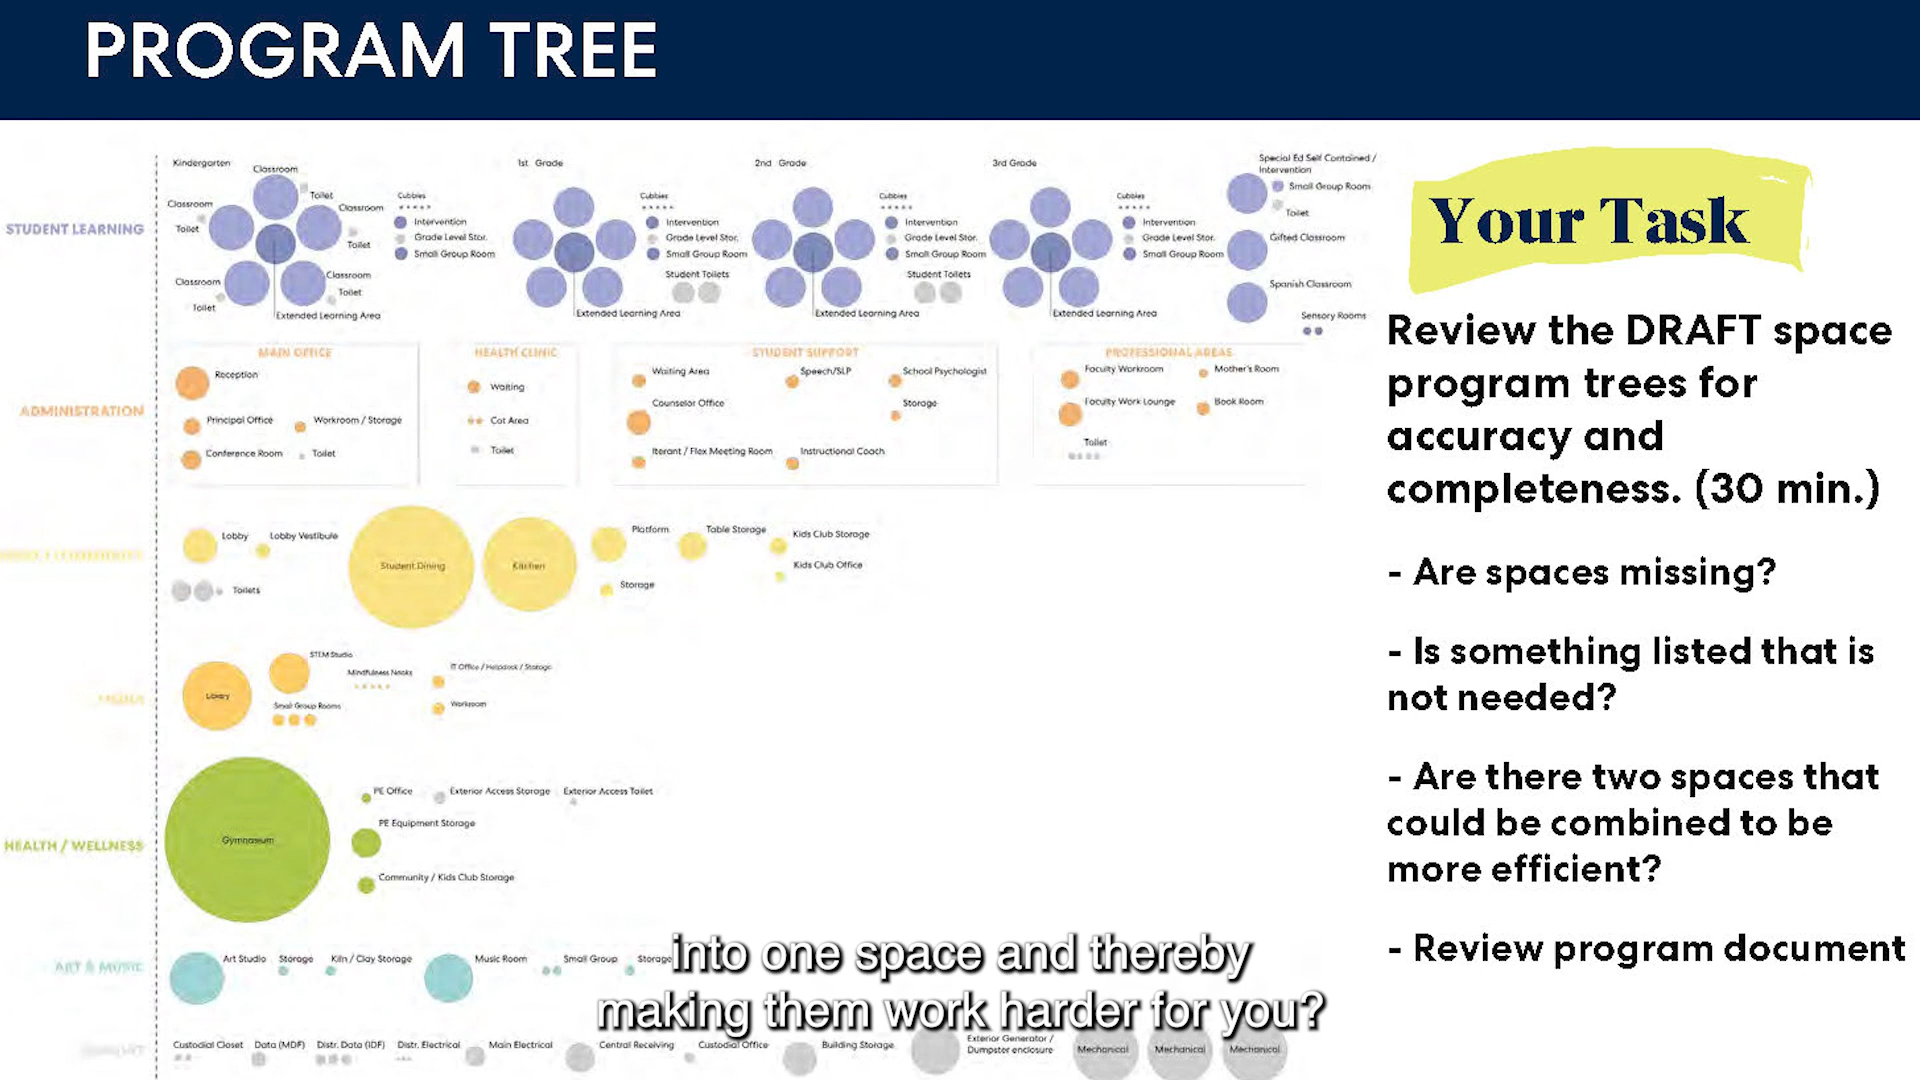 PROGRAM TREE
Kindergarten
Classroom
Toilet
Classroom
Classroom
Toilet
Toilet
Classroom
Classroom
Toilet
Toilet
Extended Learning Area
Cubbies
Intervention
Grade Level Stor.
Small Group Room
1st Grade
Cubbies
Intervention
Grade Level Stor.
Small Group Room
Student Toilets
Extended Learning Area
2nd Grade
Cubbies
Intervention
Grade Level Stor.
Small Group Room
Student Toilets
Extended Learning Area
3rd Grade
Cubbies
Intervention
Grade Level Stor.
Small Group Room
Extended Learning Area
Special Ed Self Contained /
Intervention
Small Group Room
Toilet
Gifted Classroom
Spanish Classroom
Sensory Rooms
STUDENT LEARNING
ADMINISTRATION
MAIN OFFICE
Reception
Principal Office
Workroom / Storage
Conference Room
Toilet
HEALTH CLINIC
Waiting
Cot Area
Toilet
STUDENT SUPPORT
Waiting Area
Speech/SLP
School Psychologist
Counselor Office
Storage
Iterant / Flex Meeting Room
Instructional Coach
PROFESSIONAL AREAS
Faculty Workroom
Mother's Room
Faculty Work Lounge
Book Room
Toilet
Lobby
Lobby Vestibule
Toilets
Student Dining
Kitchen
Platform
Table Storage
Kids Club Storage
Kids Club Office
Storage
MEDIA
Library
STEM Studio
Mindfulness Nooks
IT Office / Helpdesk / Storage
Small Group Rooms
Workroom
HEALTH / WELLNESS
Gymnasium
PE Office
Exterior Access Storage
Exterior Access Toilet
PE Equipment Storage
Community / Kids Club Storage
ART & MUSIC
Art Studio
Storage
Kiln / Clay Storage
Music Room
Small Group
Storage
Custodial Closet
Data (MDF)
Distr. Data (IDF)
Distr. Electrical
Main Electrical
Central Receiving
Custodial Office
Building Storage
Exterior Generator /
Dumpster enclosure
Mechanical
Mechanical
Mechanical
Your Task
Review the DRAFT space
program trees for
accuracy and
completeness. (30 min.)
- Are spaces missing?
- Is something listed that is
not needed?
- Are there two spaces that
could be combined to be
more efficient?
- Review program document
into one space and thereby
making them work harder for you?